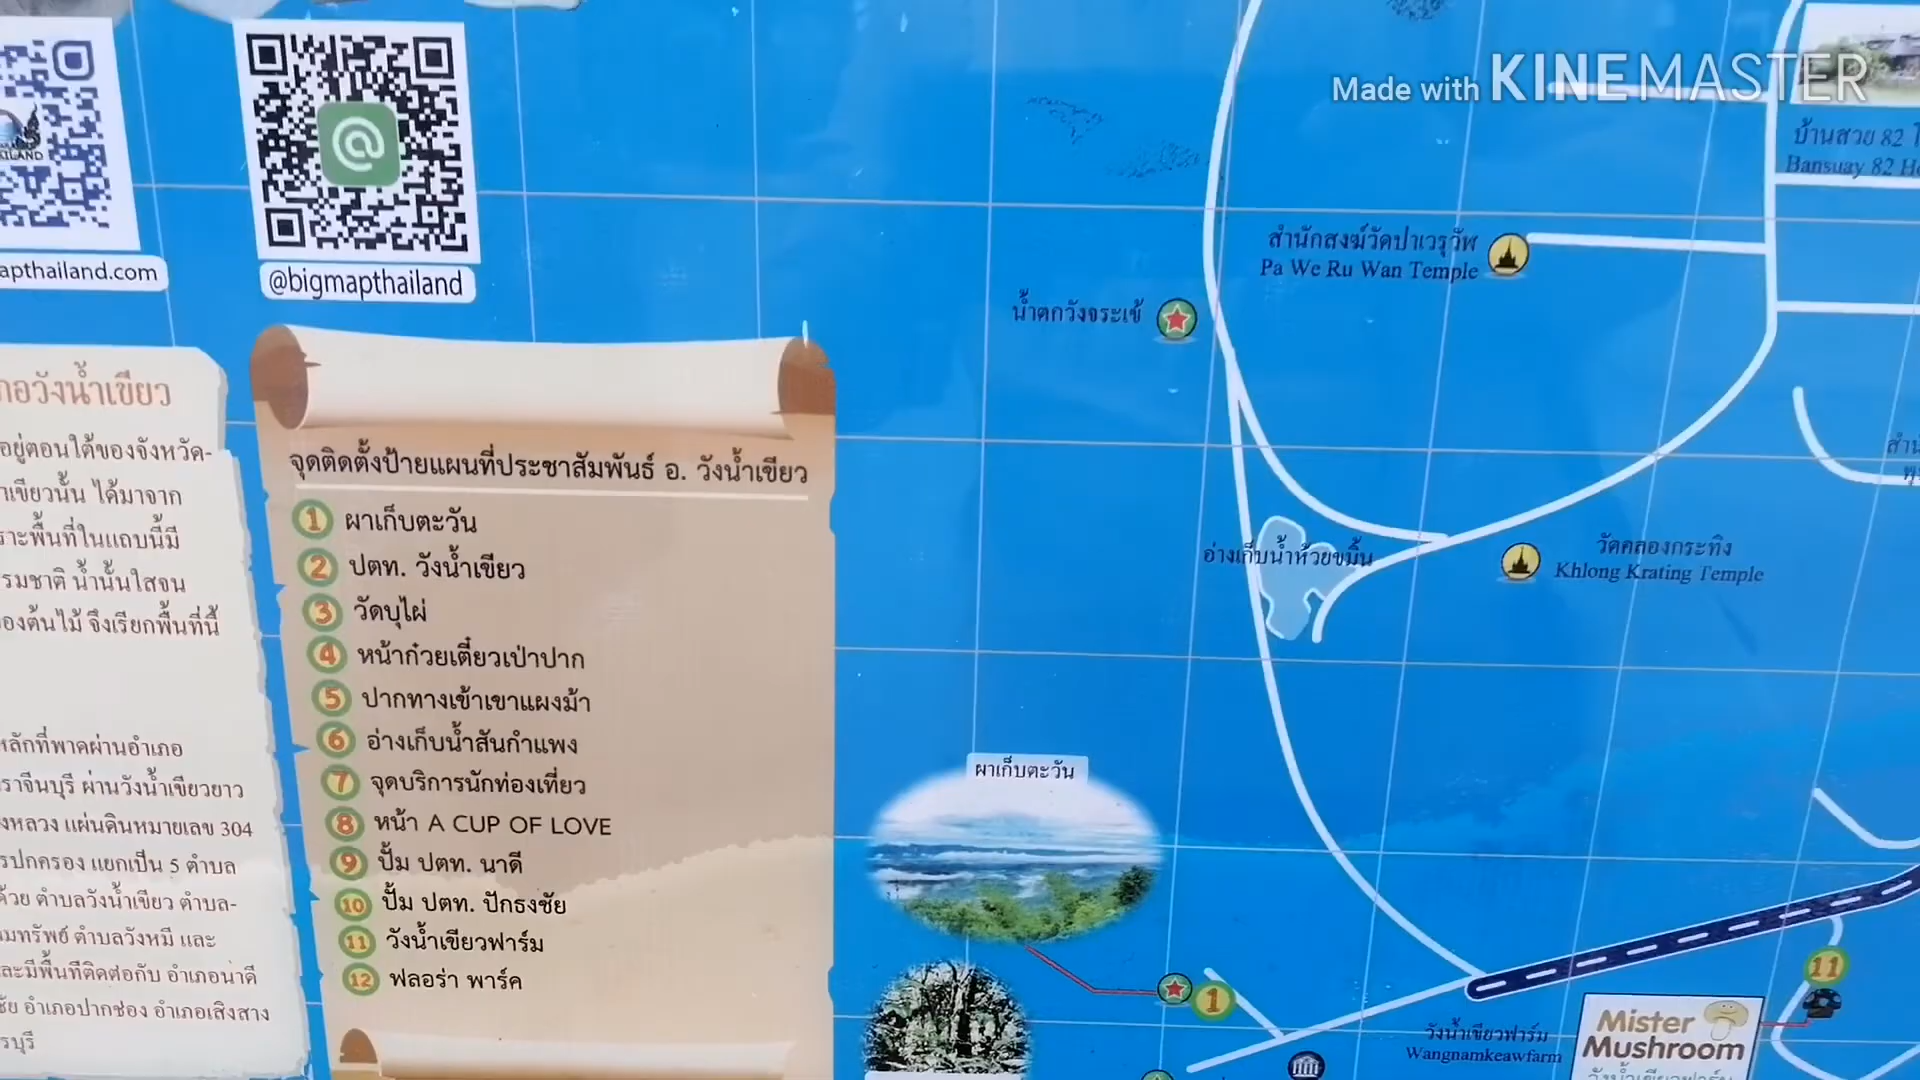 Made with KINEMASTER
@bigmapthailand
apthailand.com
วังน้ำเขียว
อยู่ตอนใต้ของจังหวัด-
าเขียวนั้น ได้มาจาก
ราะพื้นที่ในแถบนี้มี
รมชาติ น้ำนั้นใสจน
องต้นไม้ จึงเรียกพื้นที่นี้
หลักที่พาดผ่านอำเภอ
ราจีนบุรี ผ่านวังน้ำเขียวยาว
งหลวง แผ่นดินหมายเลข 304
รปกครอง แยกเป็น 5 ตำบล
ด้วย ตำบลวังน้ำเขียว ตำบล-
มทรัพย์ ตำบลวังหมี และ
ละมีพื้นที่ติดต่อกับ อำเภอนาดี
ชัย อำเภอปากช่อง อำเภอเสิงสาง
รบุรี
จุดติดตั้งป้ายแผนที่ประชาสัมพันธ์ อ. วังน้ำเขียว
1 ผาเก็บตะวัน
2 ปตท. วังน้ำเขียว
3 วัดบุไผ่
4 หน้าก๋วยเตี๋ยวเป่าปาก
5 ปากทางเข้าเขาแผงม้า
6 อ่างเก็บน้ำสันกำแพง
7 จุดบริการนักท่องเที่ยว
8 หน้า A CUP OF LOVE
9 ปั้ม ปตท. นาดี
10 ปั้ม ปตท. ปักธงชัย
11 วังน้ำเขียวฟาร์ม
12 ฟลอร่า พาร์ค
บ้านสวย 82
Bansuay 82
สำนักสงฆ์วัดป่าเวรุวัพ
Pa We Ru Wan Temple
น้ำตกวังจระเข้
อ่างเก็บน้ำห้วยขมิ้น
วัดคลองกระทิง
Khlong Krating Temple
ผาเก็บตะวัน
1
11
วังน้ำเขียวฟาร์ม
Wangnamkeawfarm
Mister
Mushroom
วังน้ำเขียวฟาร์ม